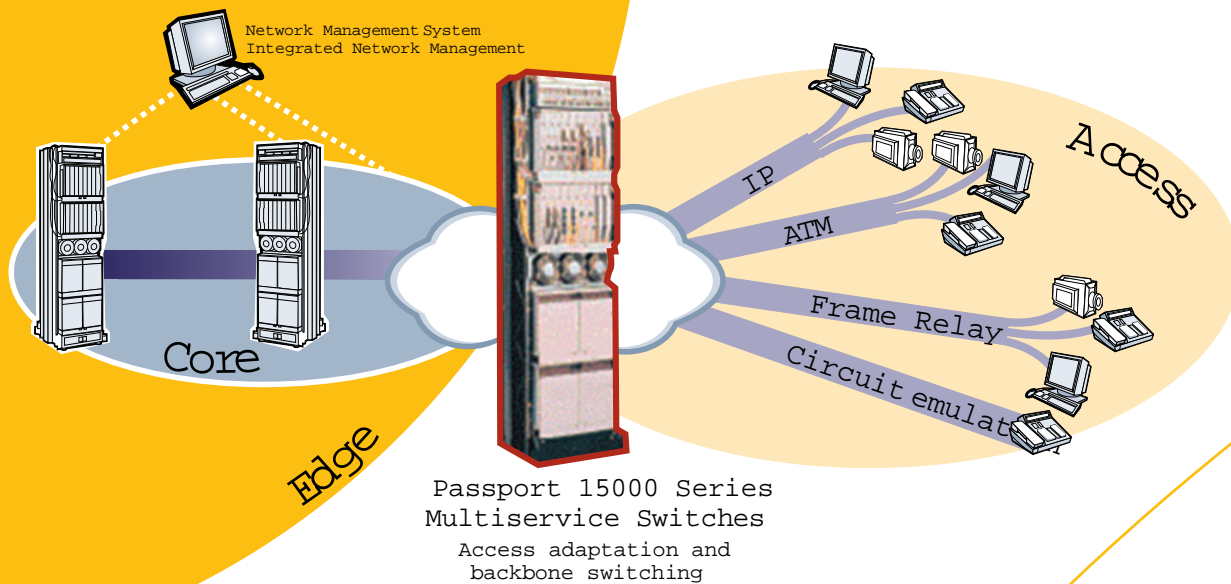 Network Management System
Integrated Network Management
Access
IP
ATM
Frame Relay
Circuit emulat
Core
Edge
Passport 15000 Series
Multiservice Switches
Access adaptation and
backbone switching